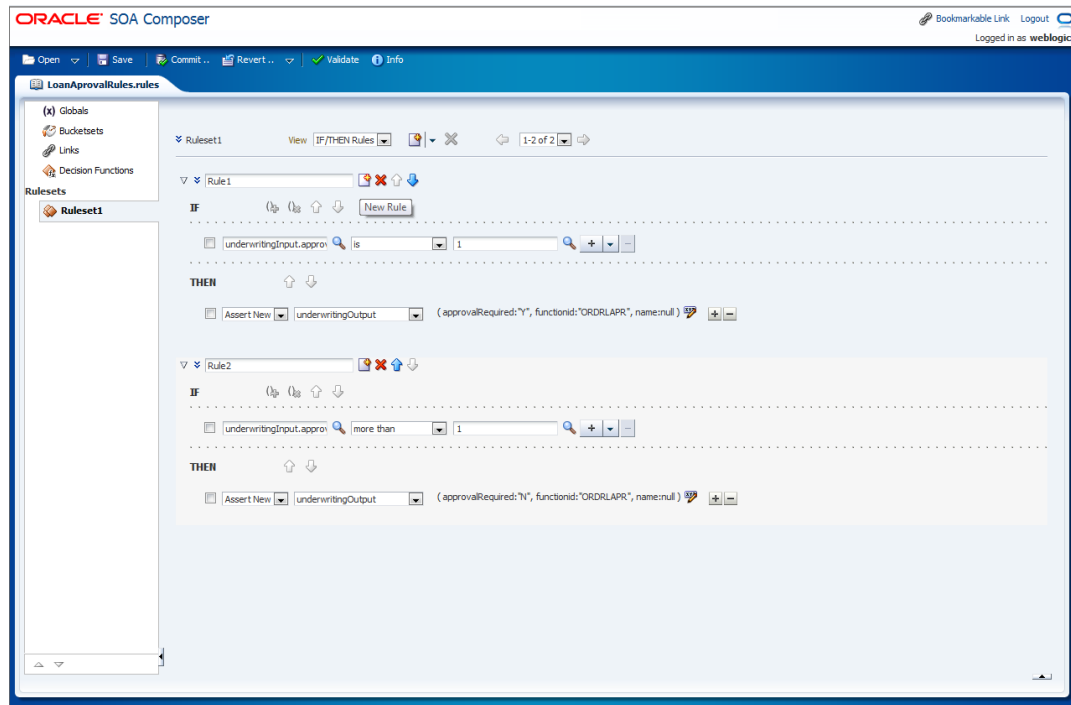 ORACLE SOA Composer
Bookmarkable Link Logout
Logged in as weblogic
Open Save Commit .. Revert .. Validate Info
LoanAprovalRules.rules
(x) Globals
Bucketsets
Links
Decision Functions
Rulesets
Ruleset1
Ruleset1 View IF/THEN Rules 1-2 of 2
Rule1
IF New Rule
underwritingInput.approv is 1
THEN
Assert New underwritingOutput ( approvalRequired:"Y", functionid:"ORDRLAPR", name:null )
Rule2
IF
underwritingInput.approv more than 1
THEN
Assert New underwritingOutput ( approvalRequired:"N", functionid:"ORDRLAPR", name:null )